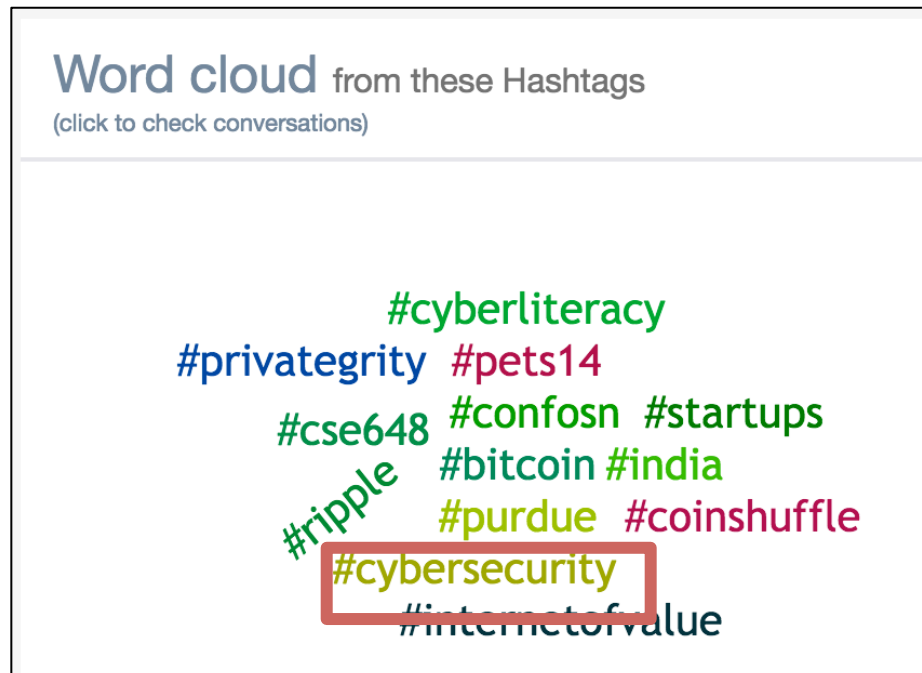 Word cloud from these Hashtags
(click to check conversations)
#cyberliteracy
#privategrity #pets14
#cse648 #confosn #startups
#ripple #bitcoin #india
#purdue #coinshuffle
#cybersecurity
#internetofvalue